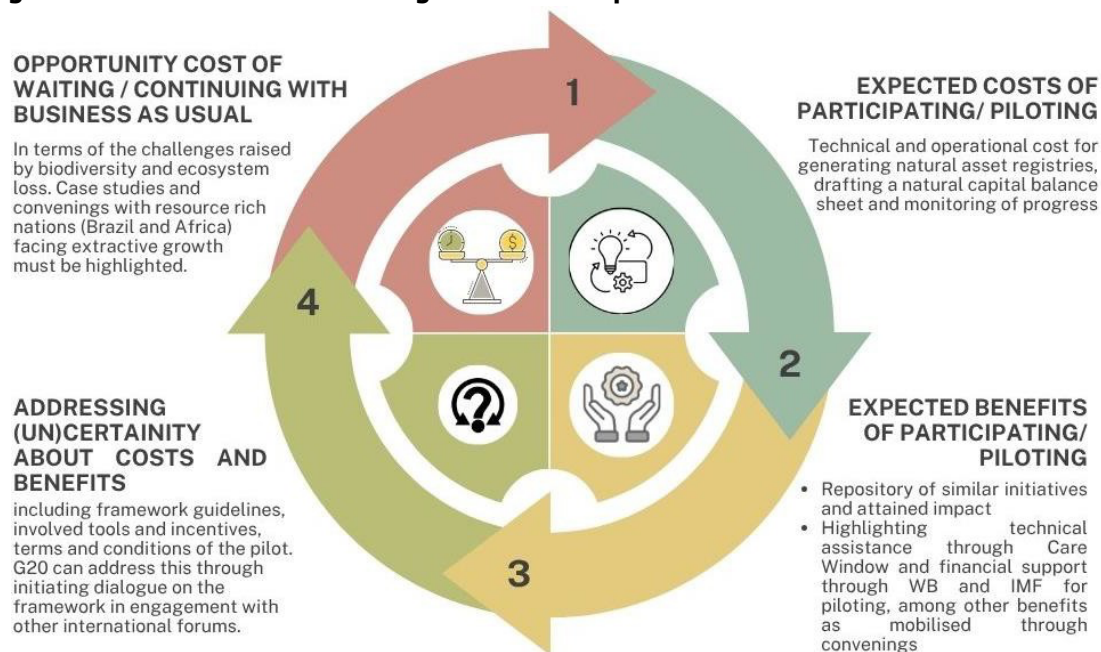 OPPORTUNITY COST OF
WAITING / CONTINUING WITH
BUSINESS AS USUAL
In terms of the challenges raised
by biodiversity and ecosystem
loss. Case studies and
convenings with resource rich
nations (Brazil and Africa)
facing extractive growth
must be highlighted.
1
EXPECTED COSTS OF
PARTICIPATING/ PILOTING
Technical and operational cost for
generating natural asset registries,
drafting a natural capital balance
sheet and monitoring of progress
2
EXPECTED BENEFITS
OF PARTICIPATING/
PILOTING
• Repository of similar initiatives
and attained impact
• Highlighting technical
assistance through Care
Window and financial support
through WB and IMF for
piloting, among other benefits
as mobilised through
convenings
3
ADDRESSING
(UN)CERTAINITY
ABOUT COSTS AND
BENEFITS
including framework guidelines,
involved tools and incentives,
terms and conditions of the pilot.
G20 can address this through
initiating dialogue on the
framework in engagement with
other international forums.
4
$
?